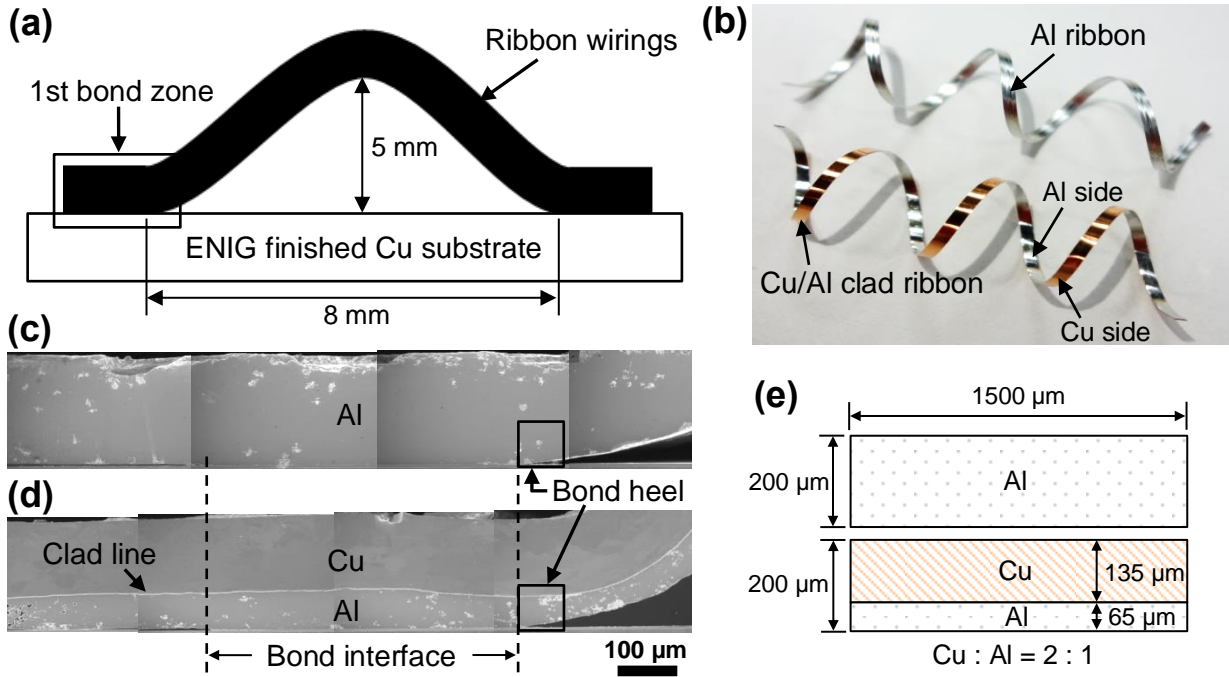 (a)
Ribbon wirings
1st bond zone
5 mm
ENIG finished Cu substrate
8 mm
(b)
Al ribbon
Al side
Cu/Al clad ribbon
Cu side
(c)
Al
Bond heel
(d)
Clad line
Cu
Al
Bond interface
100 µm
(e)
1500 µm
200 µm
Al
200 µm
Cu
135 µm
Al
65 µm
Cu : Al = 2 : 1